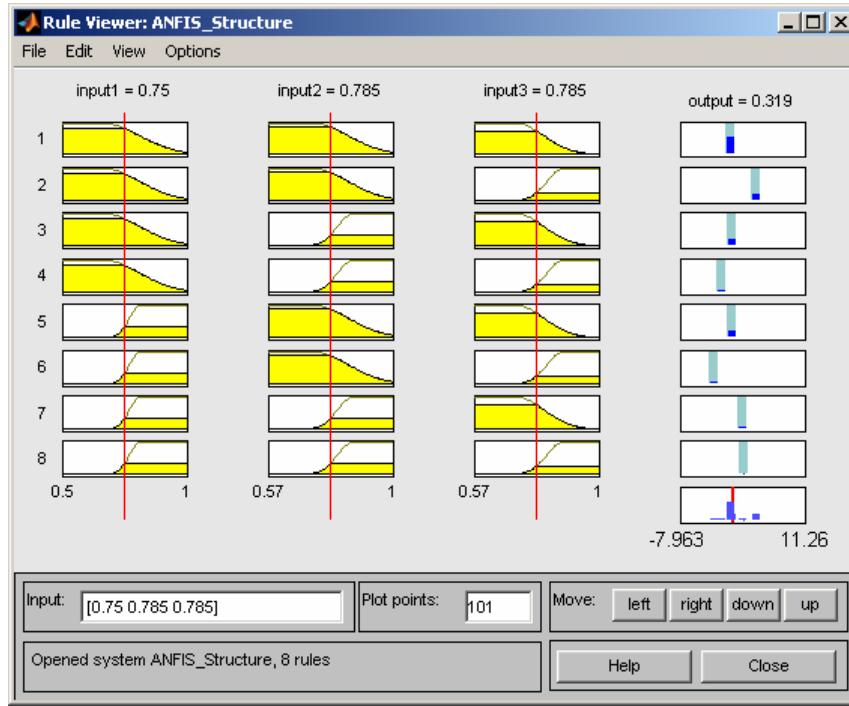 Rule Viewer: ANFIS_Structure
File Edit View Options
input1 = 0.75 input2 = 0.785 input3 = 0.785 output = 0.319
1
2
3
4
5
6
7
8
0.5 1 0.57 1 0.57 1
-7.963 11.26
Input: [0.75 0.785 0.785] Plot points: 101 Move: left right down up
Opened system ANFIS_Structure, 8 rules Help Close